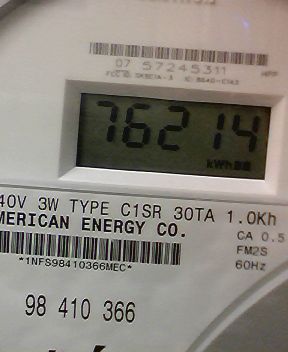 07 57245311
76214
kWh
40V 3W TYPE C1SR 30TA 1.0Kh
MERICAN ENERGY CO.
CA 0.5
*1NFS98410366MEC*
FM2S
60Hz
98 410 366